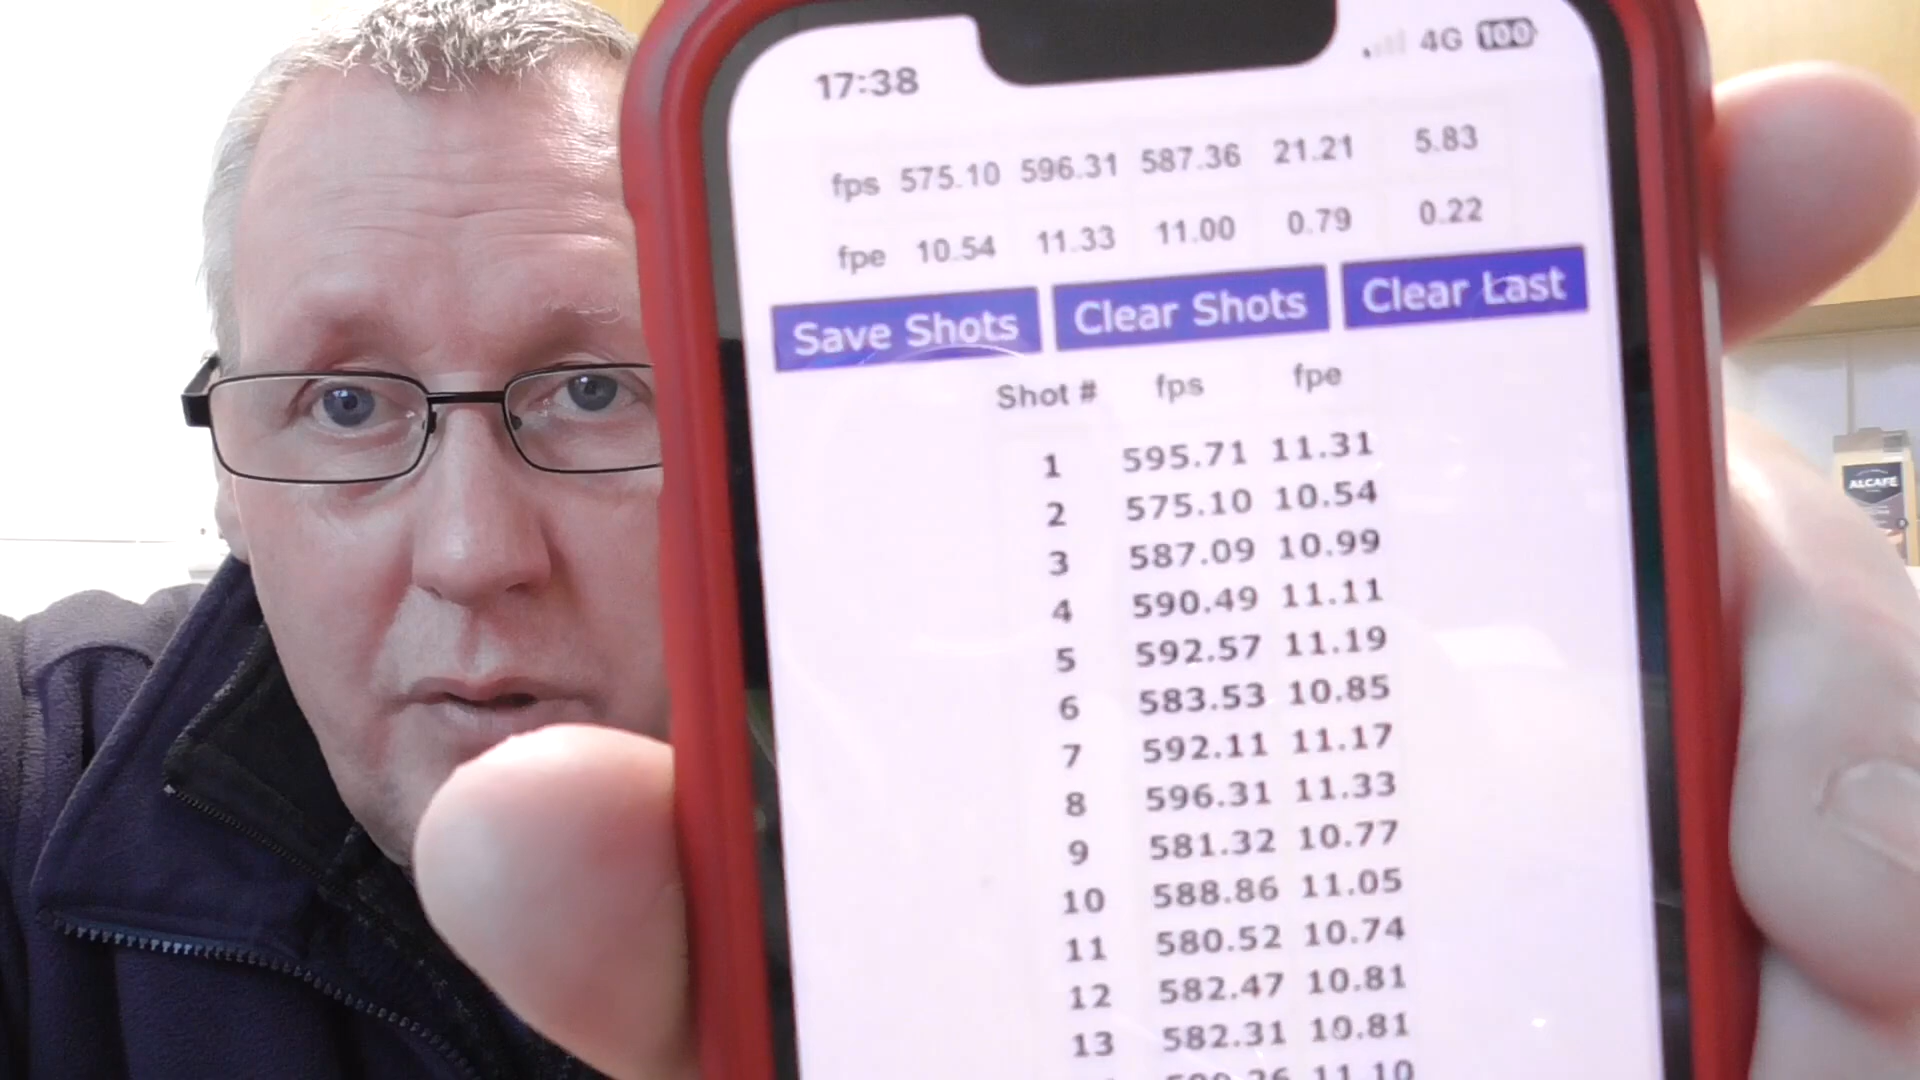 17:38 4G 100
fps 575.10 596.31 587.36 21.21 5.83
fpe 10.54 11.33 11.00 0.79 0.22
Save Shots Clear Shots Clear Last
Shot # fps fpe
1 595.71 11.31
2 575.10 10.54
3 587.09 10.99
4 590.49 11.11
5 592.57 11.19
6 583.53 10.85
7 592.11 11.17
8 596.31 11.33
9 581.32 10.77
10 588.86 11.05
11 580.52 10.74
12 582.47 10.81
13 582.31 10.81
11.10
ALCAFE